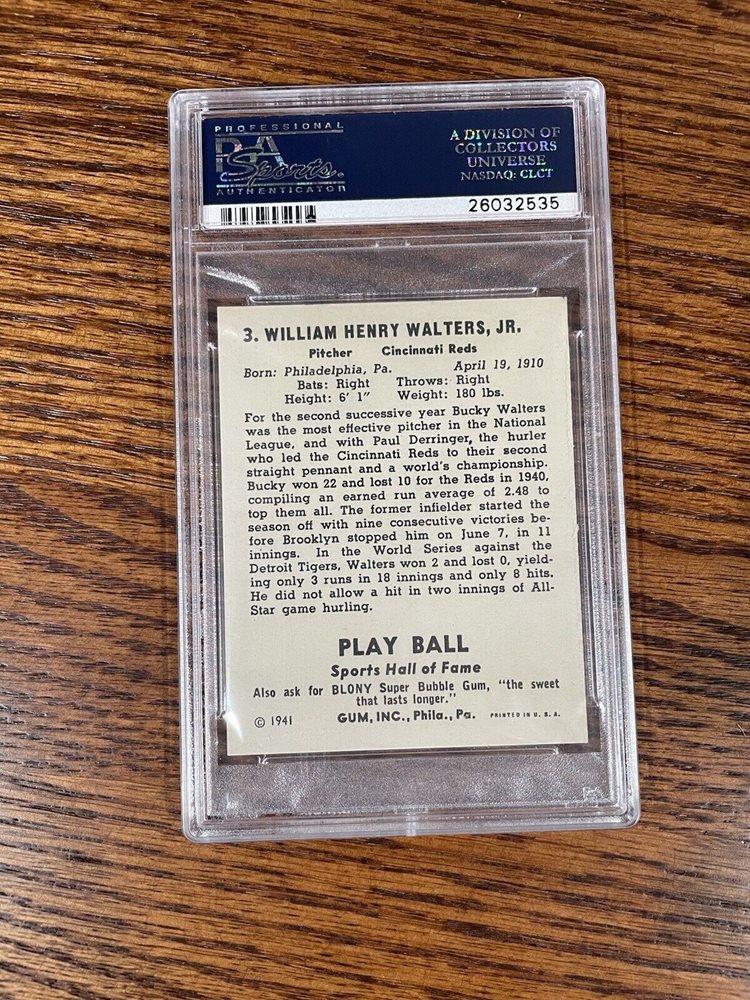 PROFESSIONAL
PSA
Sports.
AUTHENTICATOR
A DIVISION OF
COLLECTORS
UNIVERSE
NASDAQ: CLCT
26032535
3. WILLIAM HENRY WALTERS, JR.
Pitcher Cincinnati Reds
Born: Philadelphia, Pa. April 19, 1910
Bats: Right Throws: Right
Height: 6' 1" Weight: 180 lbs.
For the second successive year Bucky Walters
was the most effective pitcher in the National
League, and with Paul Derringer, the hurler
who led the Cincinnati Reds to their second
straight pennant and a world's championship.
Bucky won 22 and lost 10 for the Reds in 1940,
compiling an earned run average of 2.48 to
top them all. The former infielder started the
season off with nine consecutive victories be-
fore Brooklyn stopped him on June 7, in 11
innings. In the World Series against the
Detroit Tigers, Walters won 2 and lost 0, yield-
ing only 3 runs in 18 innings and only 8 hits.
He did not allow a hit in two innings of All-
Star game hurling.
PLAY BALL
Sports Hall of Fame
Also ask for BLONY Super Bubble Gum, "the sweet
that lasts longer."
© 1941 GUM, INC., Phila., Pa. PRINTED IN U. S. A.